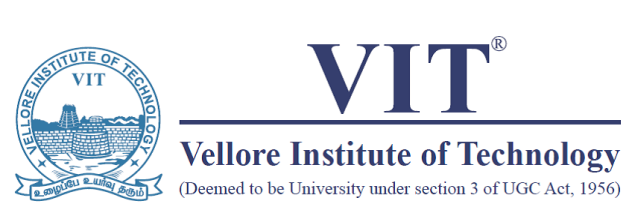 VELLORE INSTITUTE OF TECHNOLOGY
VIT
உழைப்பே உயர்வு தரும்
VIT®
Vellore Institute of Technology
(Deemed to be University under section 3 of UGC Act, 1956)